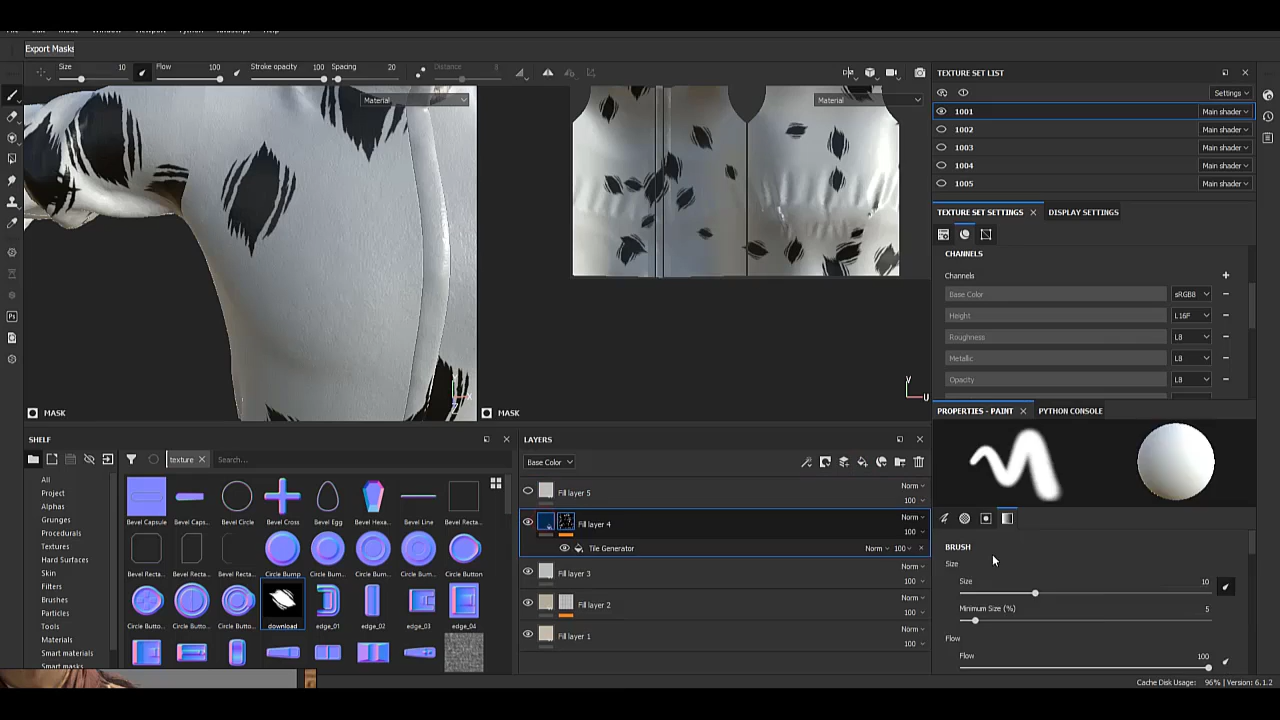 Export Masks
Size 10 Flow 100 Stroke opacity 100 Spacing 20 Distance 8
Material
Material
MASK
MASK
TEXTURE SET LIST
Settings
1001 Main shader
1002 Main shader
1003 Main shader
1004 Main shader
1005 Main shader
TEXTURE SET SETTINGS DISPLAY SETTINGS
CHANNELS
Channels
Base Color sRGB8
Height L16F
Roughness L8
Metallic L8
Opacity L8
PROPERTIES - PAINT PYTHON CONSOLE
BRUSH
Size
Size 10
Minimum Size (%) 5
Flow
Flow 100
SHELF
texture Search...
All
Project
Alphas
Grunges
Procedurals
Textures
Hard Surfaces
Skin
Filters
Brushes
Particles
Tools
Materials
Smart materials
Smart masks
Bevel Capsule Bevel Caps... Bevel Circle Bevel Cross Bevel Egg Bevel Hexa... Bevel Line Bevel Recta...
Bevel Recta... Bevel Recta... Bevel Recta... Circle Bump Circle Bum... Circle Bum... Circle Bum... Circle Button
Circle Butto... Circle Butto... Circle Butto... download edge_01 edge_02 edge_03 edge_04
LAYERS
Base Color
Fill layer 5 Norm 100
Fill layer 4 Norm 100
Tile Generator Norm 100
Fill layer 3 Norm 100
Fill layer 2 Norm 100
Fill layer 1 Norm 100
Cache Disk Usage: 96% | Version: 6.1.2